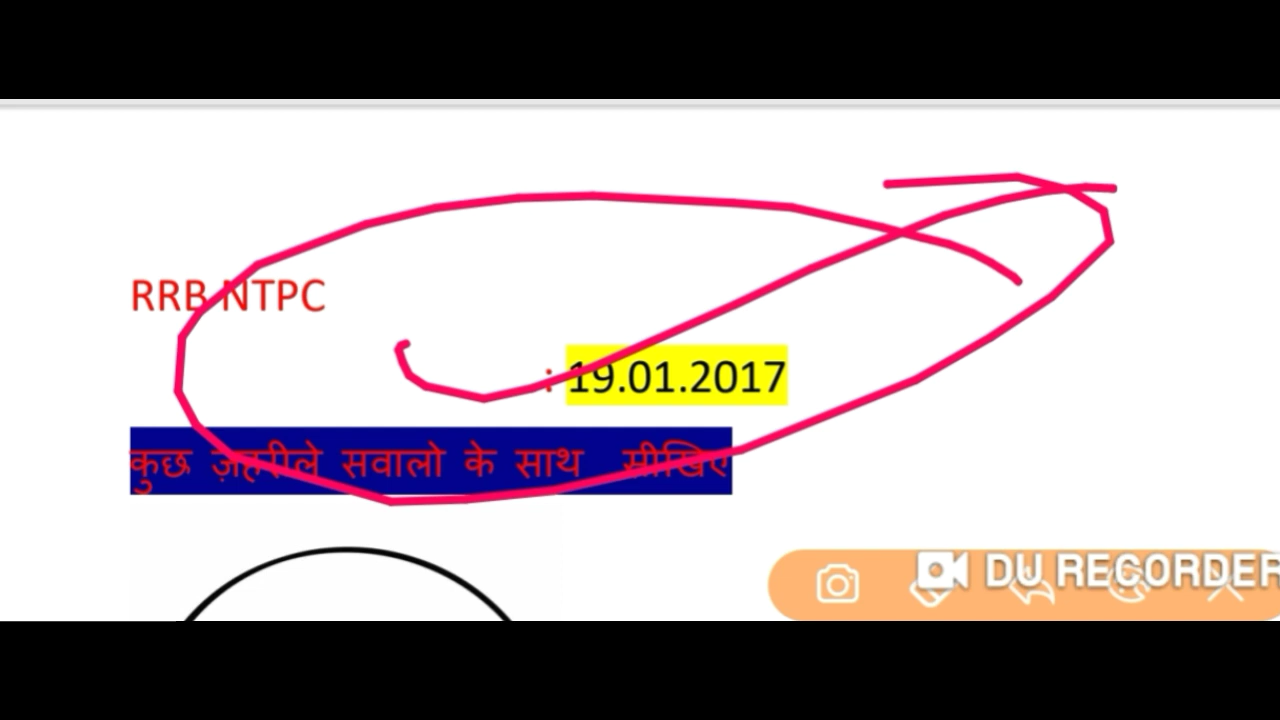 RRB NTPC
: 19.01.2017
कुछ ज़हरीले सवालो के साथ सीखिए
DU RECORDER